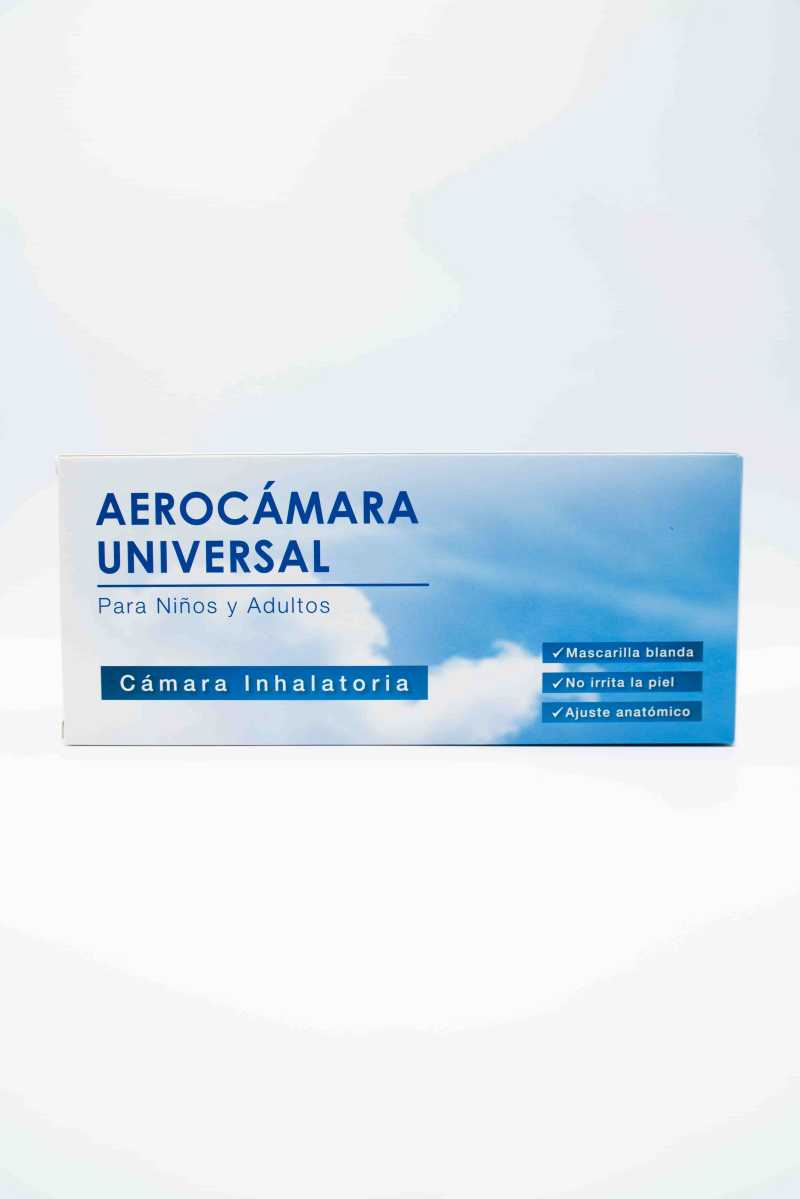 AEROCÁMARA
UNIVERSAL
Para Niños y Adultos
Cámara Inhalatoria
✓Mascarilla blanda
✓No irrita la piel
✓Ajuste anatómico